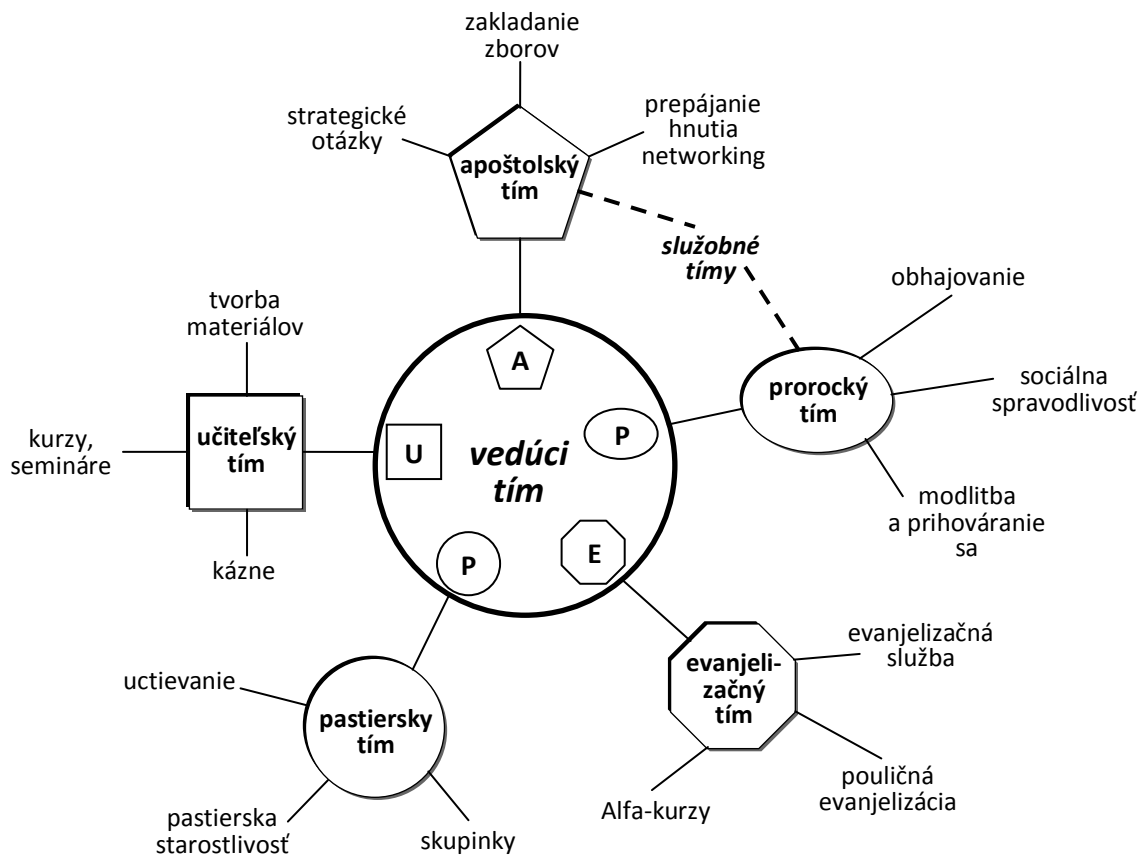 zakladanie
zborov
strategické
otázky
prepájanie
hnutia
networking
apoštolský
tím
služobné
tímy
obhajovanie
sociálna
spravodlivosť
prorocký
tím
modlitba
a prihováranie
sa
tvorba
materiálov
kurzy,
semináre
učiteľský
tím
kázne
A
P
U
vedúci
tím
P
E
evanjelizačná
služba
evanjeli-
začný
tím
pouličná
evanjelizácia
Alfa-kurzy
uctievanie
pastiersky
tím
pastierska
starostlivosť
skupinky